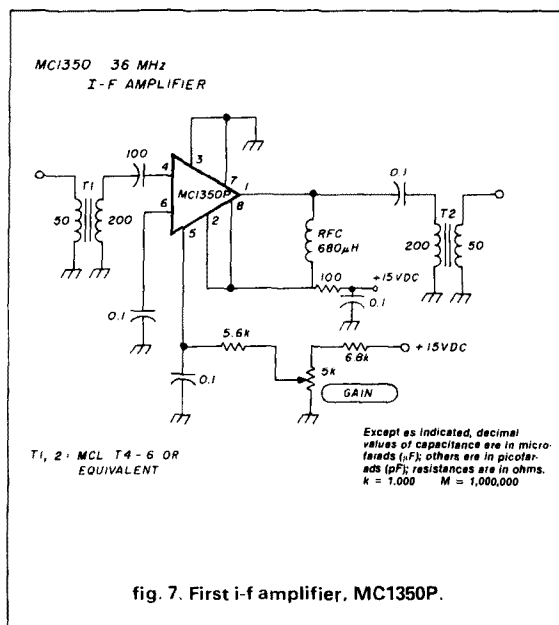 MC1350 36 MHz
I-F AMPLIFIER
100
4
3
7
1
MC1350P
6
5
2
8
T1
50
200
0.1
0.1
T2
200
50
RFC
680µH
100
+15VDC
0.1
0.1
5.6k
6.8k
+15VDC
5k
GAIN
T1, 2: MCL T4-6 OR
EQUIVALENT
Except as indicated, decimal
values of capacitance are in micro-
farads (µF); others are in picofar-
ads (pF); resistances are in ohms.
k = 1.000 M = 1,000,000
fig. 7. First i-f amplifier, MC1350P.